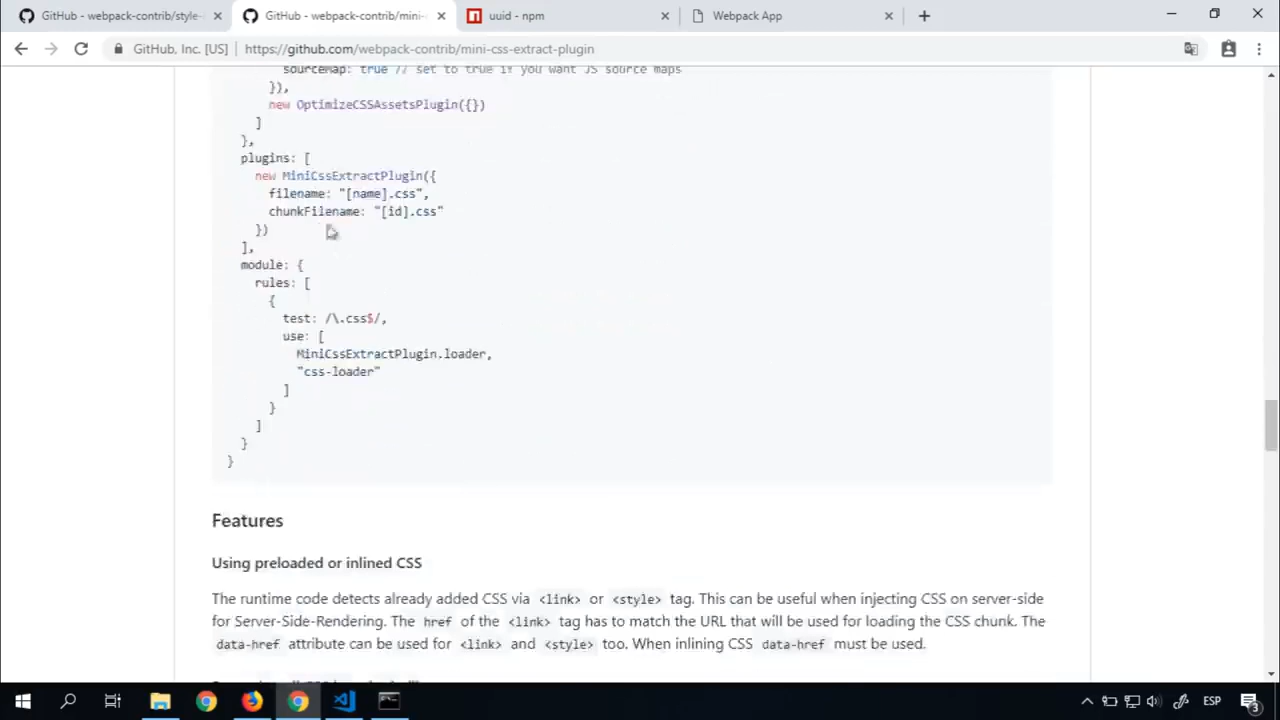 GitHub - webpack-contrib/style-
GitHub - webpack-contrib/mini-
uuid - npm
Webpack App
GitHub, Inc. [US]
https://github.com/webpack-contrib/mini-css-extract-plugin
sourceMap: true // set to true if you want JS source maps
}),
new OptimizeCSSAssetsPlugin({})
]
},
plugins: [
new MiniCssExtractPlugin({
filename: "[name].css",
chunkFilename: "[id].css"
})
],
module: {
rules: [
{
test: /\.css$/,
use: [
MiniCssExtractPlugin.loader,
"css-loader"
]
}
]
}
}
Features
Using preloaded or inlined CSS
The runtime code detects already added CSS via <link> or <style> tag. This can be useful when injecting CSS on server-side
for Server-Side-Rendering. The href of the <link> tag has to match the URL that will be used for loading the CSS chunk. The
data-href attribute can be used for <link> and <style> too. When inlining CSS data-href must be used.
ESP
3